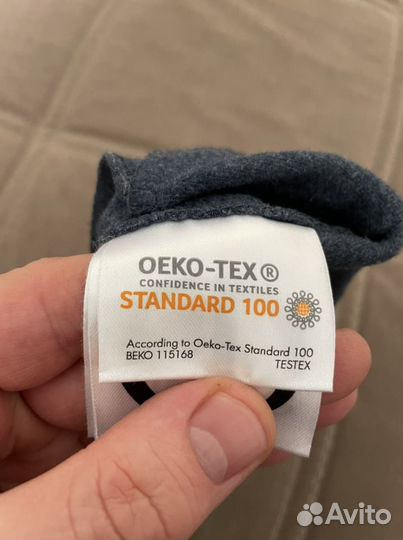 OEKO-TEX®
CONFIDENCE IN TEXTILES
STANDARD 100
According to Oeko-Tex Standard 100
BEKO 115168 TESTEX
Avito